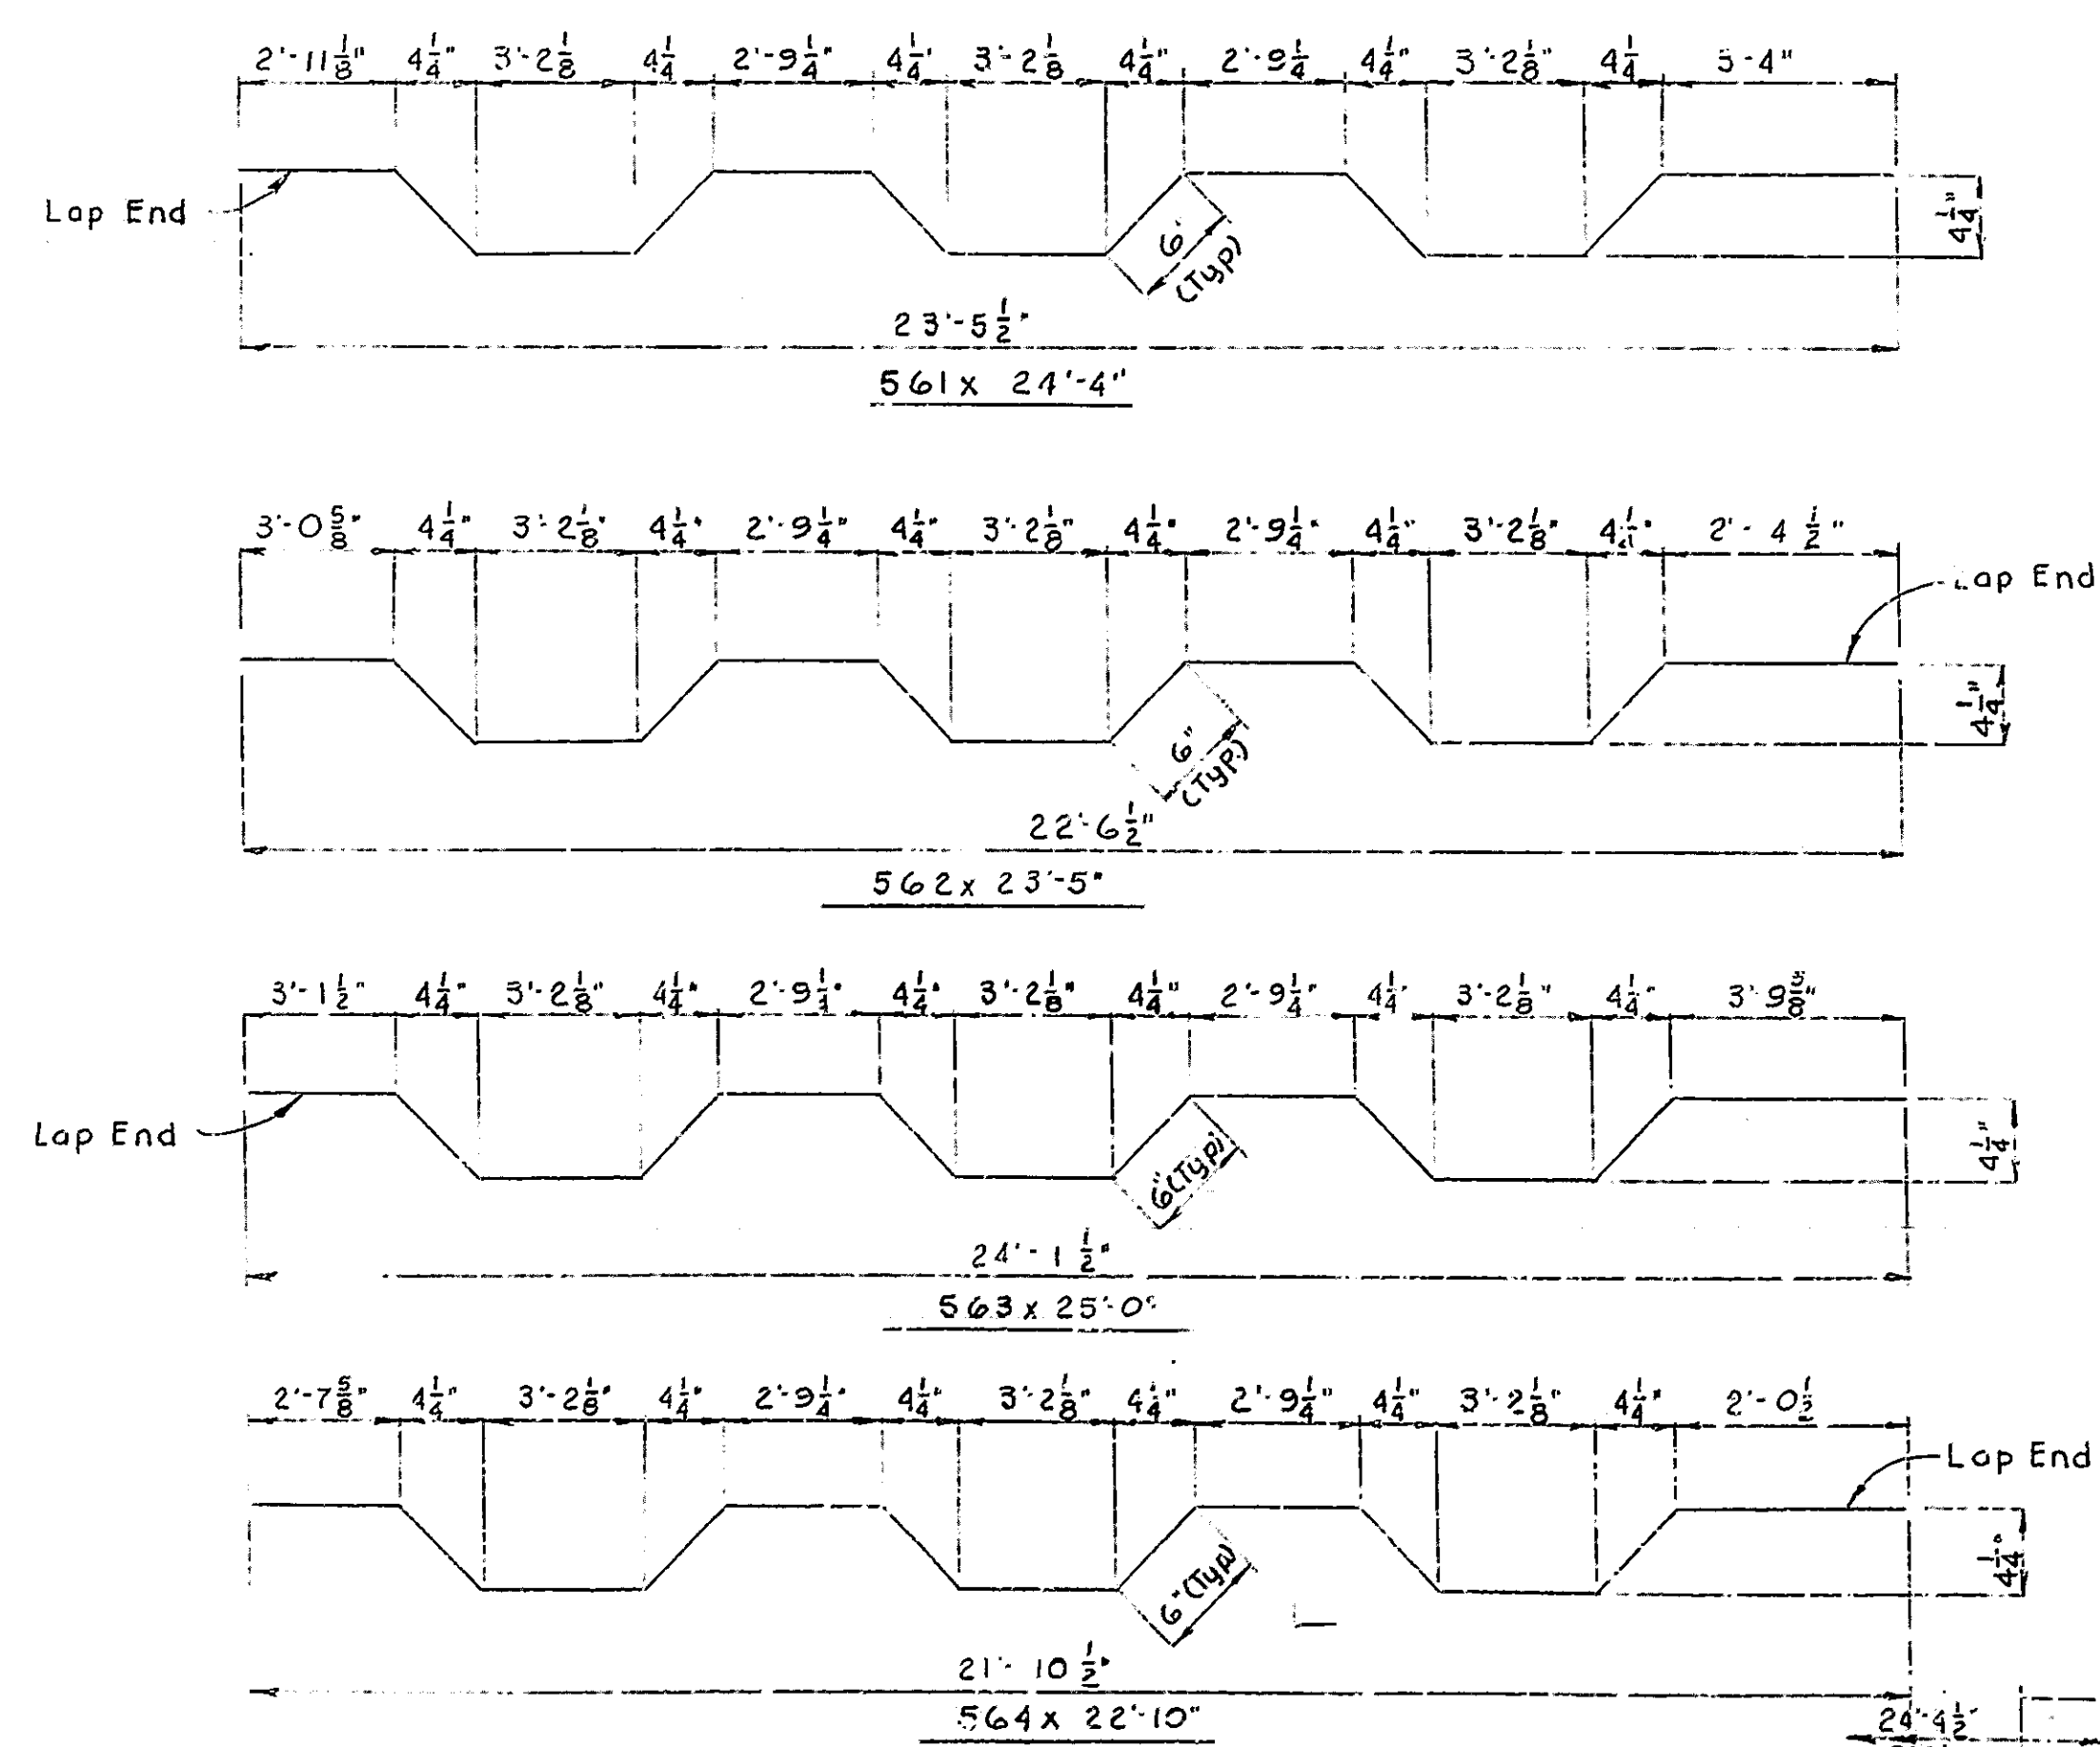 2'-11 1/8" 4 1/4" 3'-2 1/8 4 1/4 2'-9 1/4" 4 1/4' 3'-2 1/8 4 1/4" 2'-9 1/4 4 1/4" 3'-2 1/8" 4 1/4 3-4"
Lap End
6' (Typ)
4 1/4"
23'-5 1/2"
561 x 24'-4"
3'-0 5/8" 4 1/4" 3'-2 1/8" 4 1/4" 2'-9 1/4" 4 1/4" 3'-2 1/8" 4 1/4" 2'-9 1/4" 4 1/4" 3'-2 1/8" 4 1/4" 2'-4 1/2"
Lap End
6" (Typ.)
4 1/4"
22'-6 1/2"
562 x 23'-5"
3'-1 1/2" 4 1/4" 3'-2 1/8" 4 1/4" 2'-9 1/4" 4 1/4" 3'-2 1/8" 4 1/4" 2'-9 1/4" 4 1/4' 3'-2 1/8" 4 1/4" 3'-9 5/8"
Lap End
6" (Typ)
4 1/4"
24'-1 1/2"
563 x 25'-0"
2'-7 5/8" 4 1/4" 3'-2 1/8" 4 1/4" 2'-9 1/4" 4 1/4" 3'-2 1/8" 4 1/4" 2'-9 1/4" 4 1/4" 3'-2 1/8" 4 1/4" 2'-0 1/2
Lap End
6" (Typ)
4 1/4"
21'-10 1/2"
564 x 22'-10"
24'-4 1/2"